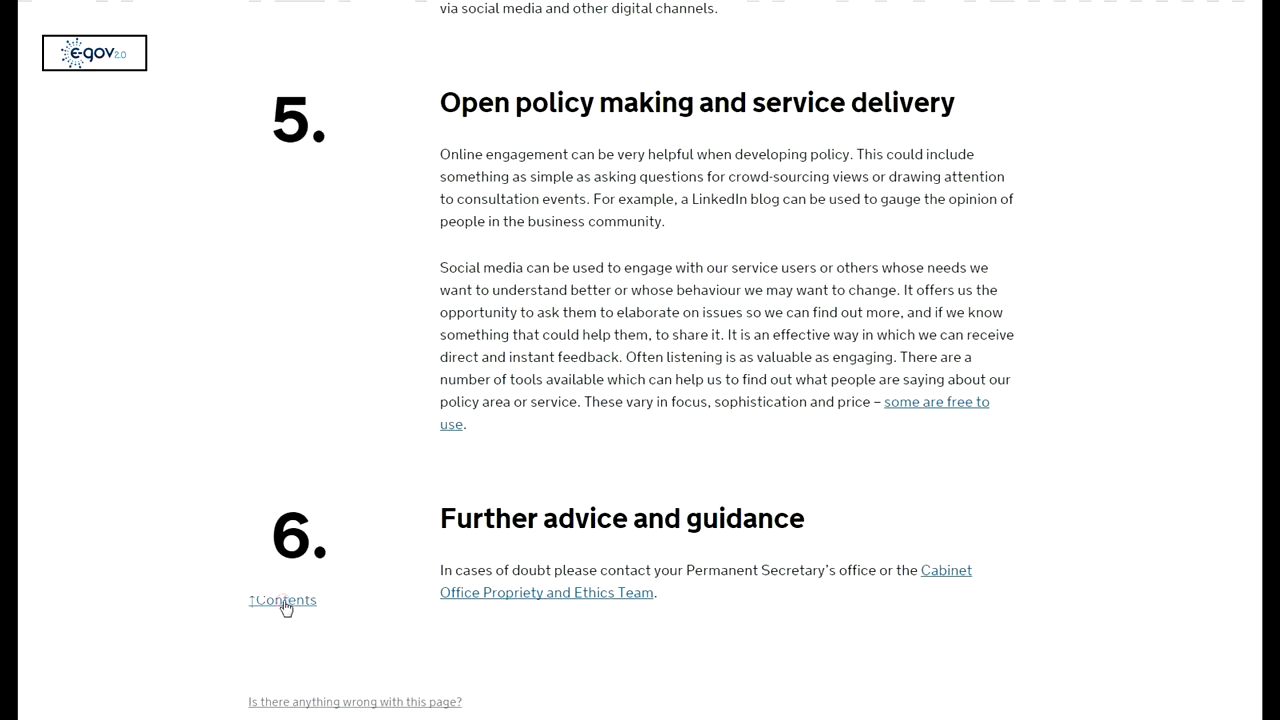 via social media and other digital channels.
e-gov 2.0
5.
Open policy making and service delivery
Online engagement can be very helpful when developing policy. This could include
something as simple as asking questions for crowd-sourcing views or drawing attention
to consultation events. For example, a LinkedIn blog can be used to gauge the opinion of
people in the business community.
Social media can be used to engage with our service users or others whose needs we
want to understand better or whose behaviour we may want to change. It offers us the
opportunity to ask them to elaborate on issues so we can find out more, and if we know
something that could help them, to share it. It is an effective way in which we can receive
direct and instant feedback. Often listening is as valuable as engaging. There are a
number of tools available which can help us to find out what people are saying about our
policy area or service. These vary in focus, sophistication and price – some are free to
use.
6.
Further advice and guidance
In cases of doubt please contact your Permanent Secretary’s office or the Cabinet
Office Propriety and Ethics Team.
↑Contents
Is there anything wrong with this page?